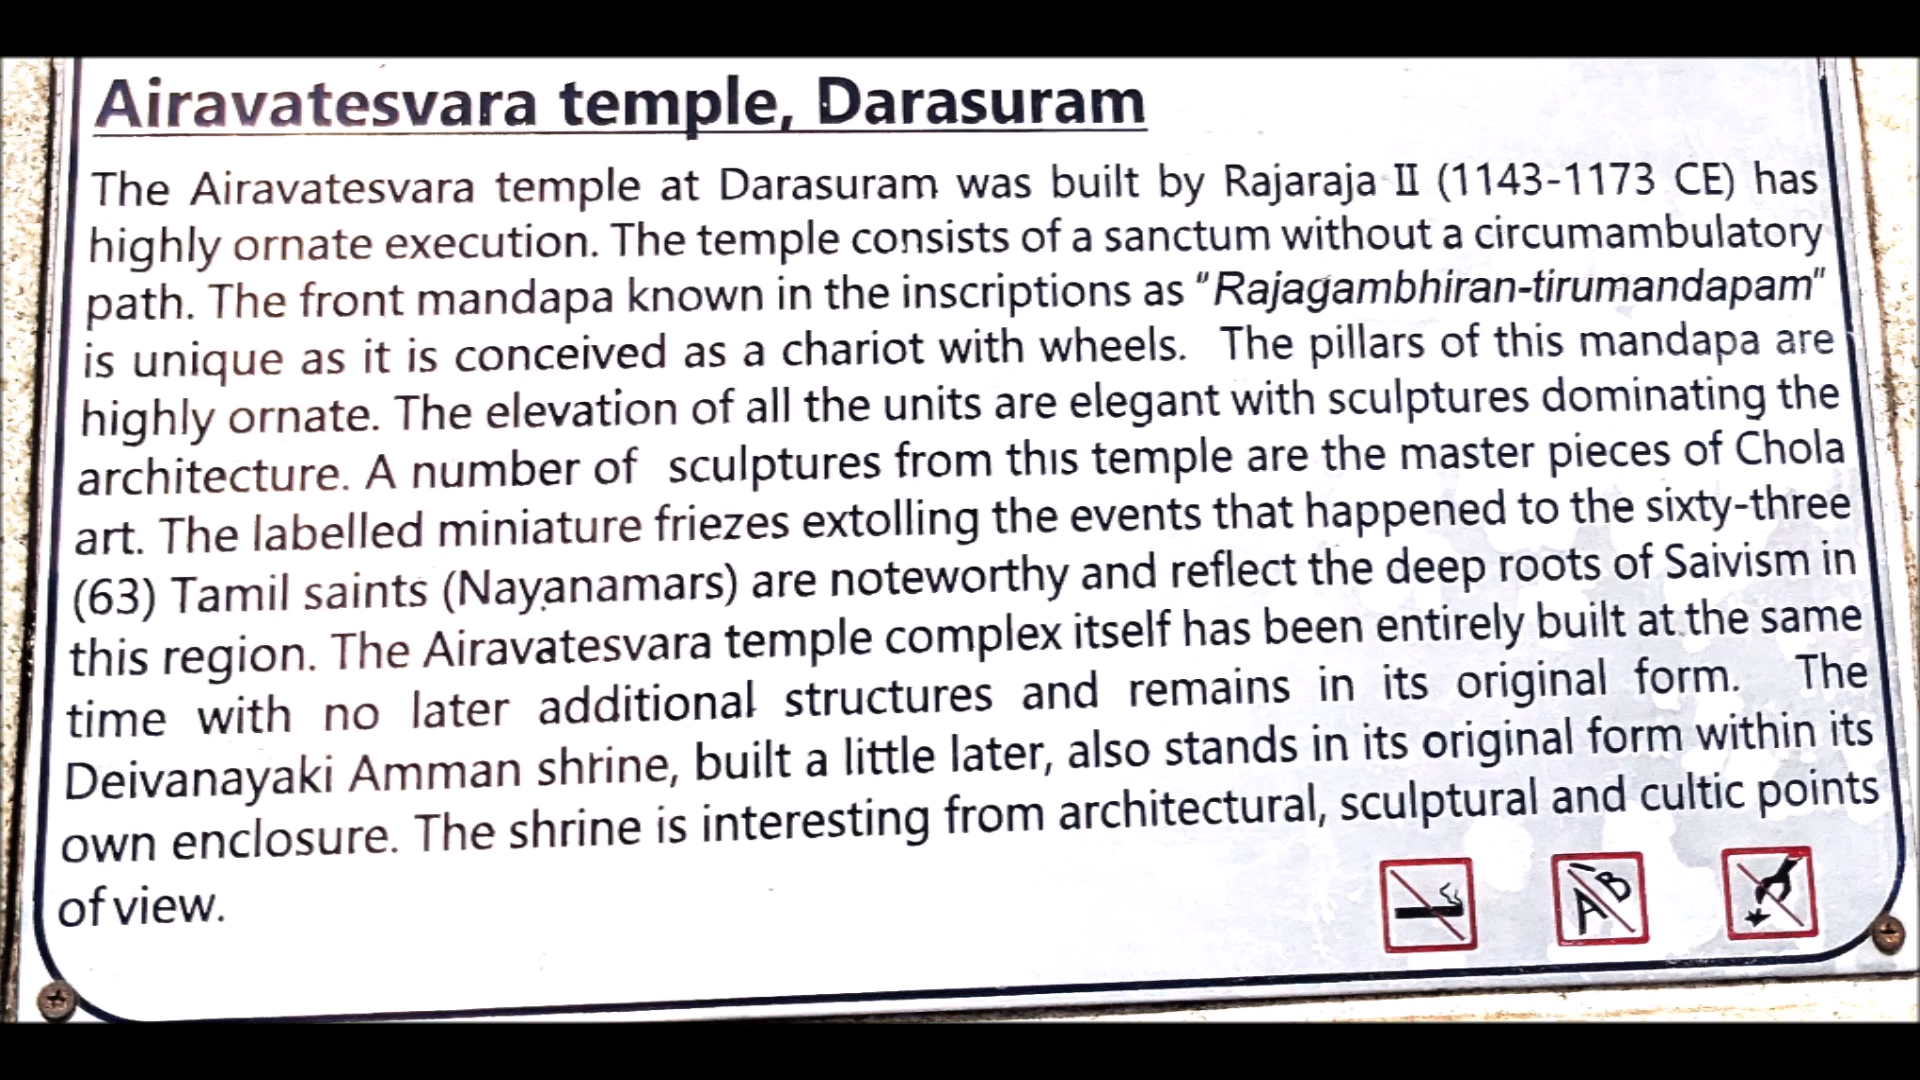 Airavatesvara temple, Darasuram
The Airavatesvara temple at Darasuram was built by Rajaraja II (1143-1173 CE) has
highly ornate execution. The temple consists of a sanctum without a circumambulatory
path. The front mandapa known in the inscriptions as "Rajagambhiran-tirumandapam"
is unique as it is conceived as a chariot with wheels. The pillars of this mandapa are
highly ornate. The elevation of all the units are elegant with sculptures dominating the
architecture. A number of sculptures from this temple are the master pieces of Chola
art. The labelled miniature friezes extolling the events that happened to the sixty-three
(63) Tamil saints (Nayanamars) are noteworthy and reflect the deep roots of Saivism in
this region. The Airavatesvara temple complex itself has been entirely built at the same
time with no later additional structures and remains in its original form. The
Deivanayaki Amman shrine, built a little later, also stands in its original form within its
own enclosure. The shrine is interesting from architectural, sculptural and cultic points
of view.
A B